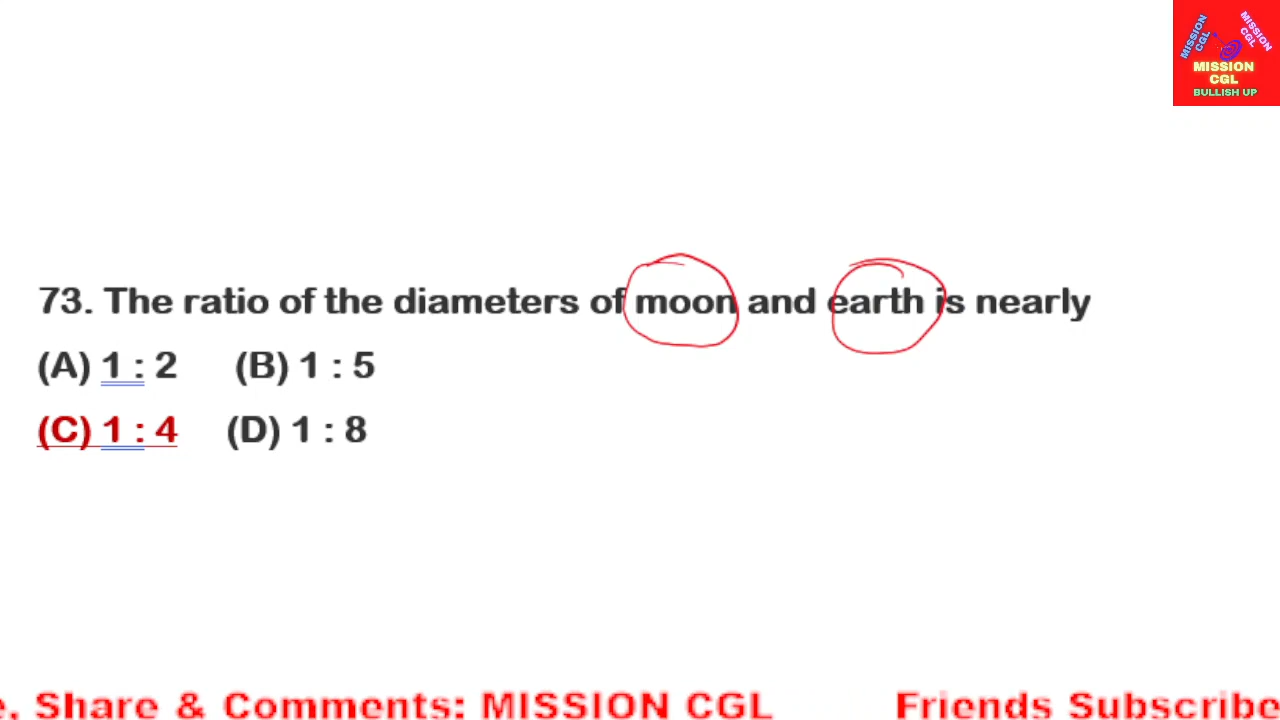 MISSION
CGL
MISSION
CGL
MISSION
CGL
BULLISH UP
73. The ratio of the diameters of moon and earth is nearly
(A) 1 : 2 (B) 1 : 5
(C) 1 : 4 (D) 1 : 8
, Share & Comments: MISSION CGL Friends Subscribe